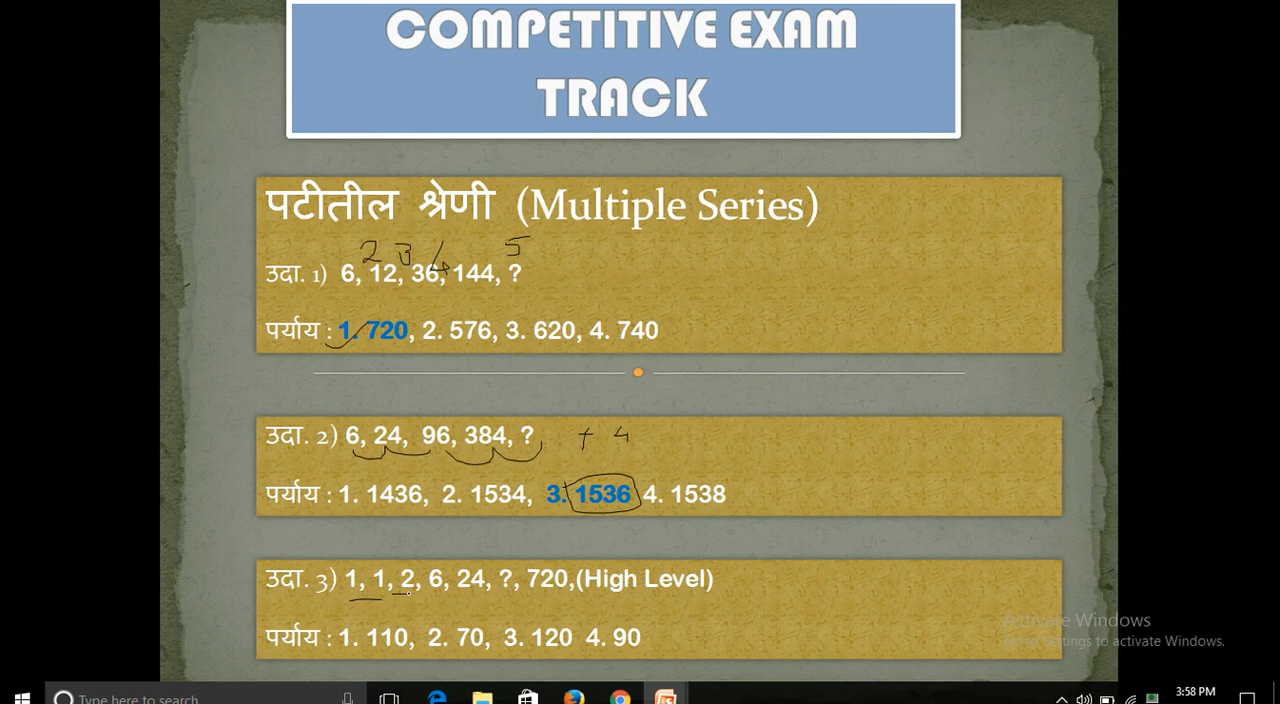 COMPETITIVE EXAM
TRACK
पटीतील श्रेणी (Multiple Series)
2 3 4 5
उदा. 1) 6, 12, 36, 144, ?
पर्याय : 1. 720, 2. 576, 3. 620, 4. 740
उदा. 2) 6, 24, 96, 384, ? + 4
पर्याय : 1. 1436, 2. 1534, 3. 1536 4. 1538
उदा. 3) 1, 1, 2, 6, 24, ?, 720,(High Level)
पर्याय : 1. 110, 2. 70, 3. 120 4. 90
Activate Windows
Go to Settings to activate Windows.
Type here to search
3:58 PM